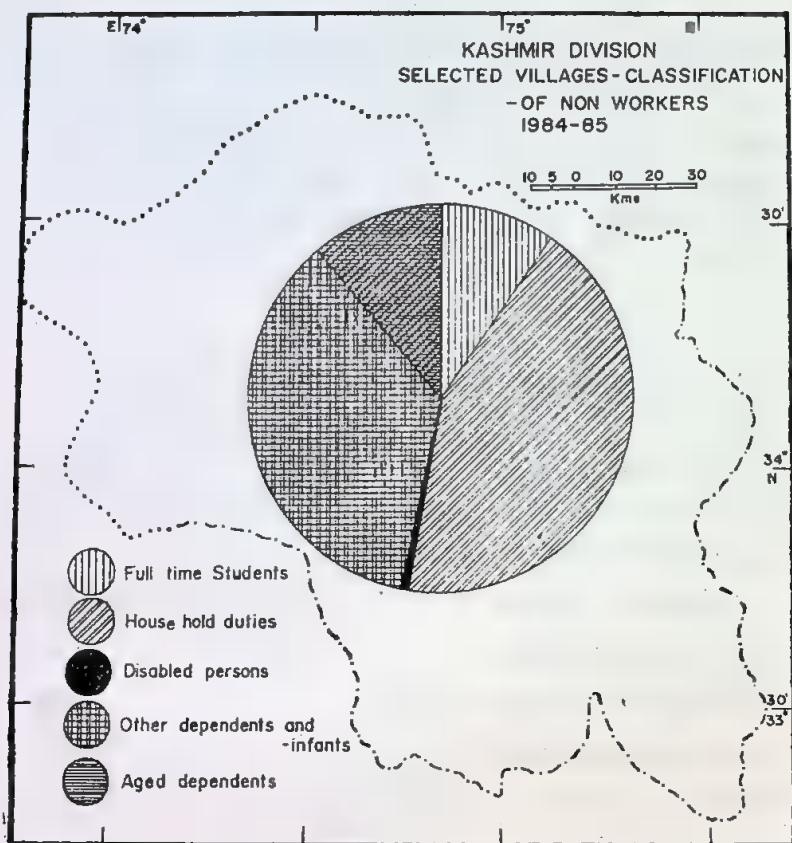 E 74°
75°
KASHMIR DIVISION
SELECTED VILLAGES-CLASSIFICATION
-OF NON WORKERS
1984-85
10 5 0 10 20 30
Kms
30'
34°
N
Full time Students
House hold duties
Disabled persons
Other dependents and
-infants
Aged dependents
30'
33°